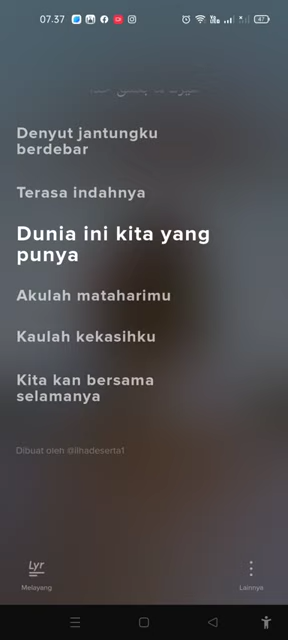 07.37
47
Denyut jantungku
berdebar
Terasa indahnya
Dunia ini kita yang
punya
Akulah mataharimu
Kaulah kekasihku
Kita kan bersama
selamanya
Dibuat oleh @ilhadeserta1
Lyr
Melayang
Lainnya